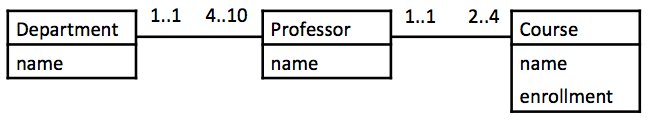 1..1 4..10 1..1 2..4
Department Professor Course
name name name
enrollment